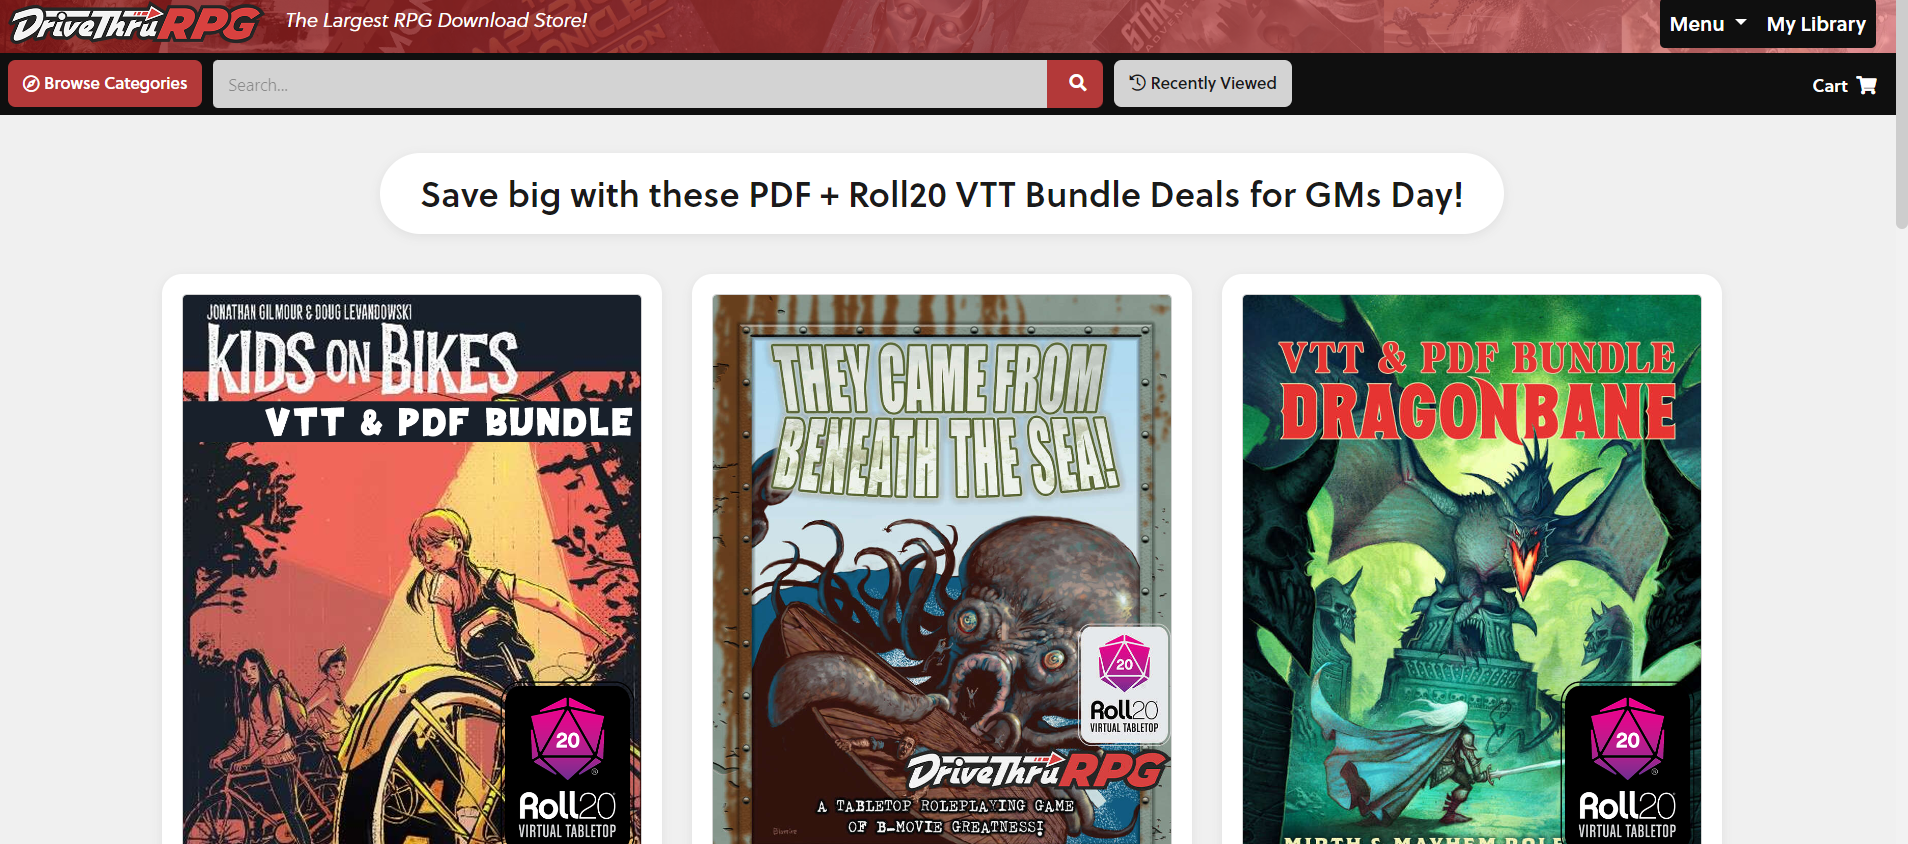 DriveThruRPG
The Largest RPG Download Store!
Menu
My Library
Browse Categories
Search...
Recently Viewed
Cart
Save big with these PDF + Roll20 VTT Bundle Deals for GMs Day!
JONATHAN GILMOUR & DOUG LEVANDOWSKI
KIDS ON BIKES
VTT & PDF BUNDLE
20
Roll20
VIRTUAL TABLETOP
THEY CAME FROM
BENEATH THE SEA!
20
Roll20
VIRTUAL TABLETOP
DriveThruRPG
A TABLETOP ROLEPLAYING GAME
OF B-MOVIE GREATNESS!
VTT & PDF BUNDLE
DRAGONBANE
20
Roll20
VIRTUAL TABLETOP
MIRTH & MAYHEM ROLE